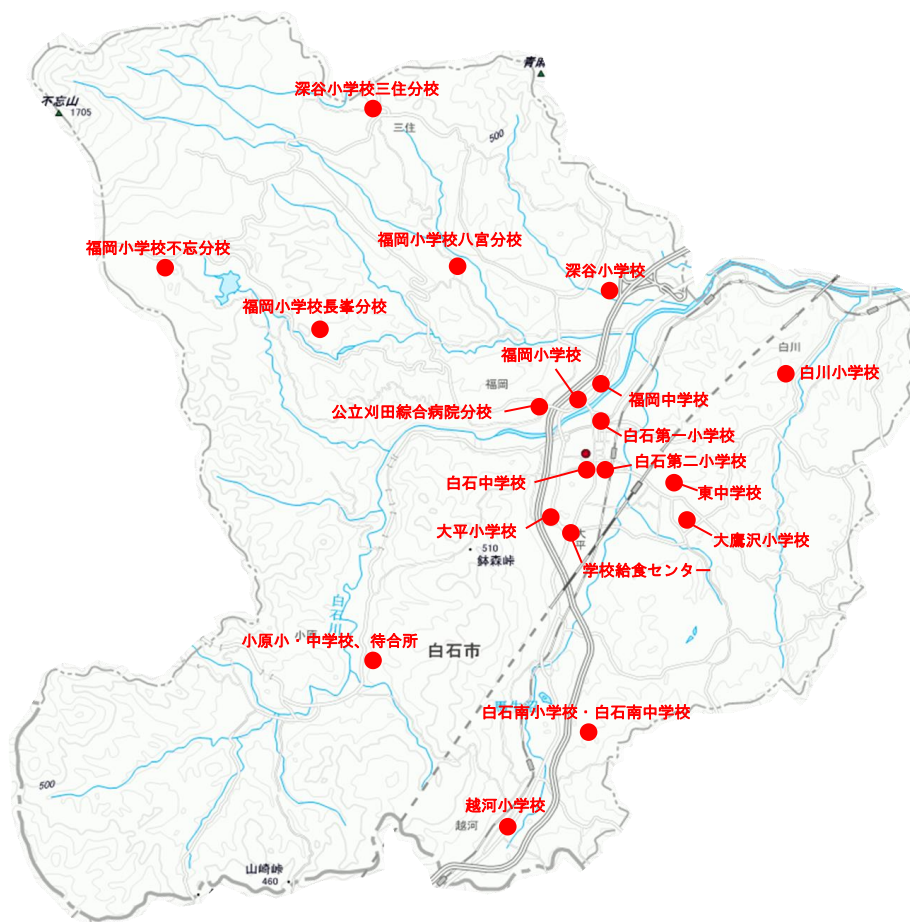 青麻
深谷小学校三住分校
不忘山
1705
三住
500
福岡小学校八宮分校
福岡小学校不忘分校
深谷小学校
福岡小学校長峯分校
白川
福岡小学校
白川小学校
福岡
福岡中学校
公立刈田綜合病院分校
白石第一小学校
白石第二小学校
白石中学校
東中学校
大平小学校
大平
大鷹沢小学校
510
鉢森峠
学校給食センター
白石川
小原
小原小・中学校、待合所
白石市
白石南小学校・白石南中学校
500
越河小学校
越河
山崎峠
460